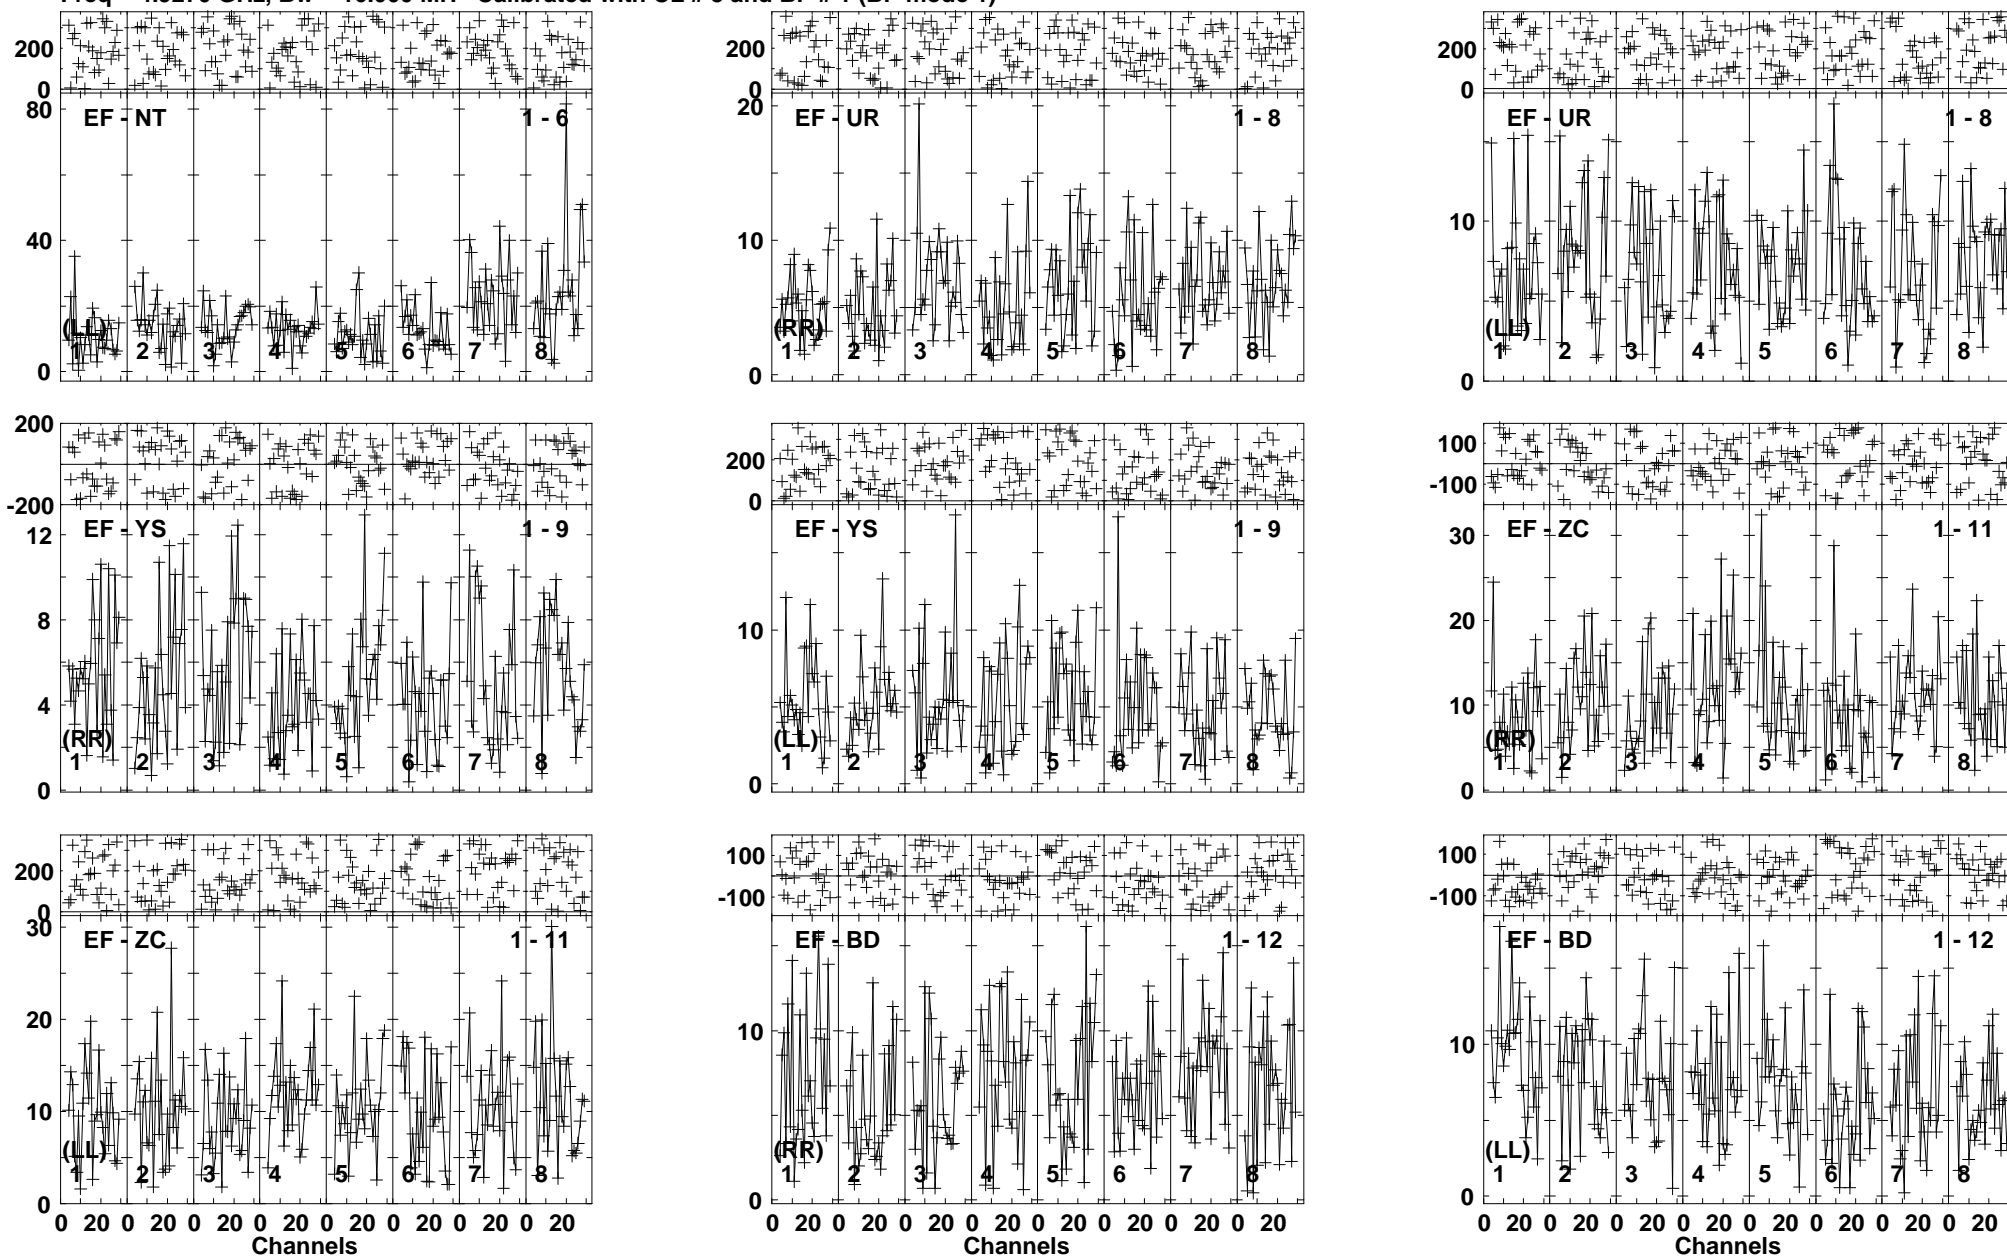 200 200 200
0 0 0
80 EF - NT 1 - 6 20 EF - UR 1 - 8 EF - UR 1 - 8
40 10 10
(LL) (RR) (LL)
1 2 3 4 5 6 7 8 1 2 3 4 5 6 7 8 1 2 3 4 5 6 7 8
0 0 0
200 200 100
-200 0 -100
12 EF - YS 1 - 9 EF - YS 1 - 9 30 EF - ZC 1 - 11
8 10 20
4 10
(RR) (LL) (RR)
1 2 3 4 5 6 7 8 1 2 3 4 5 6 7 8 1 2 3 4 5 6 7 8
0 0 0
200 100 100
0 -100 -100
30 EF - ZC 1 - 11 EF - BD 1 - 12 EF - BD 1 - 12
20 10 10
10
(LL) (RR) (LL)
1 2 3 4 5 6 7 8 1 2 3 4 5 6 7 8 1 2 3 4 5 6 7 8
0 0 0
0 20 0 20 0 20 0 20 0 20 0 20 0 20 0 20 0 20 0 20 0 20 0 20 0 20 0 20 0 20 0 20 0 20 0 20 0 20 0 20 0 20 0 20 0 20 0 20
Channels Channels Channels